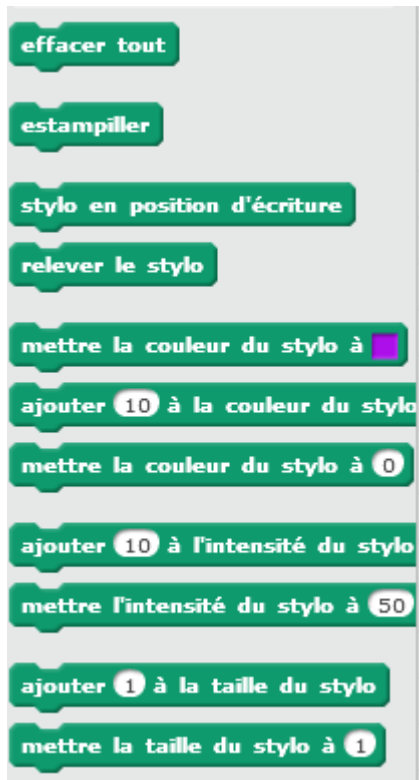 effacer tout
estampiller
stylo en position d'écriture
relever le stylo
mettre la couleur du stylo à
ajouter 10 à la couleur du stylo
mettre la couleur du stylo à 0
ajouter 10 à l'intensité du stylo
mettre l'intensité du stylo à 50
ajouter 1 à la taille du stylo
mettre la taille du stylo à 1